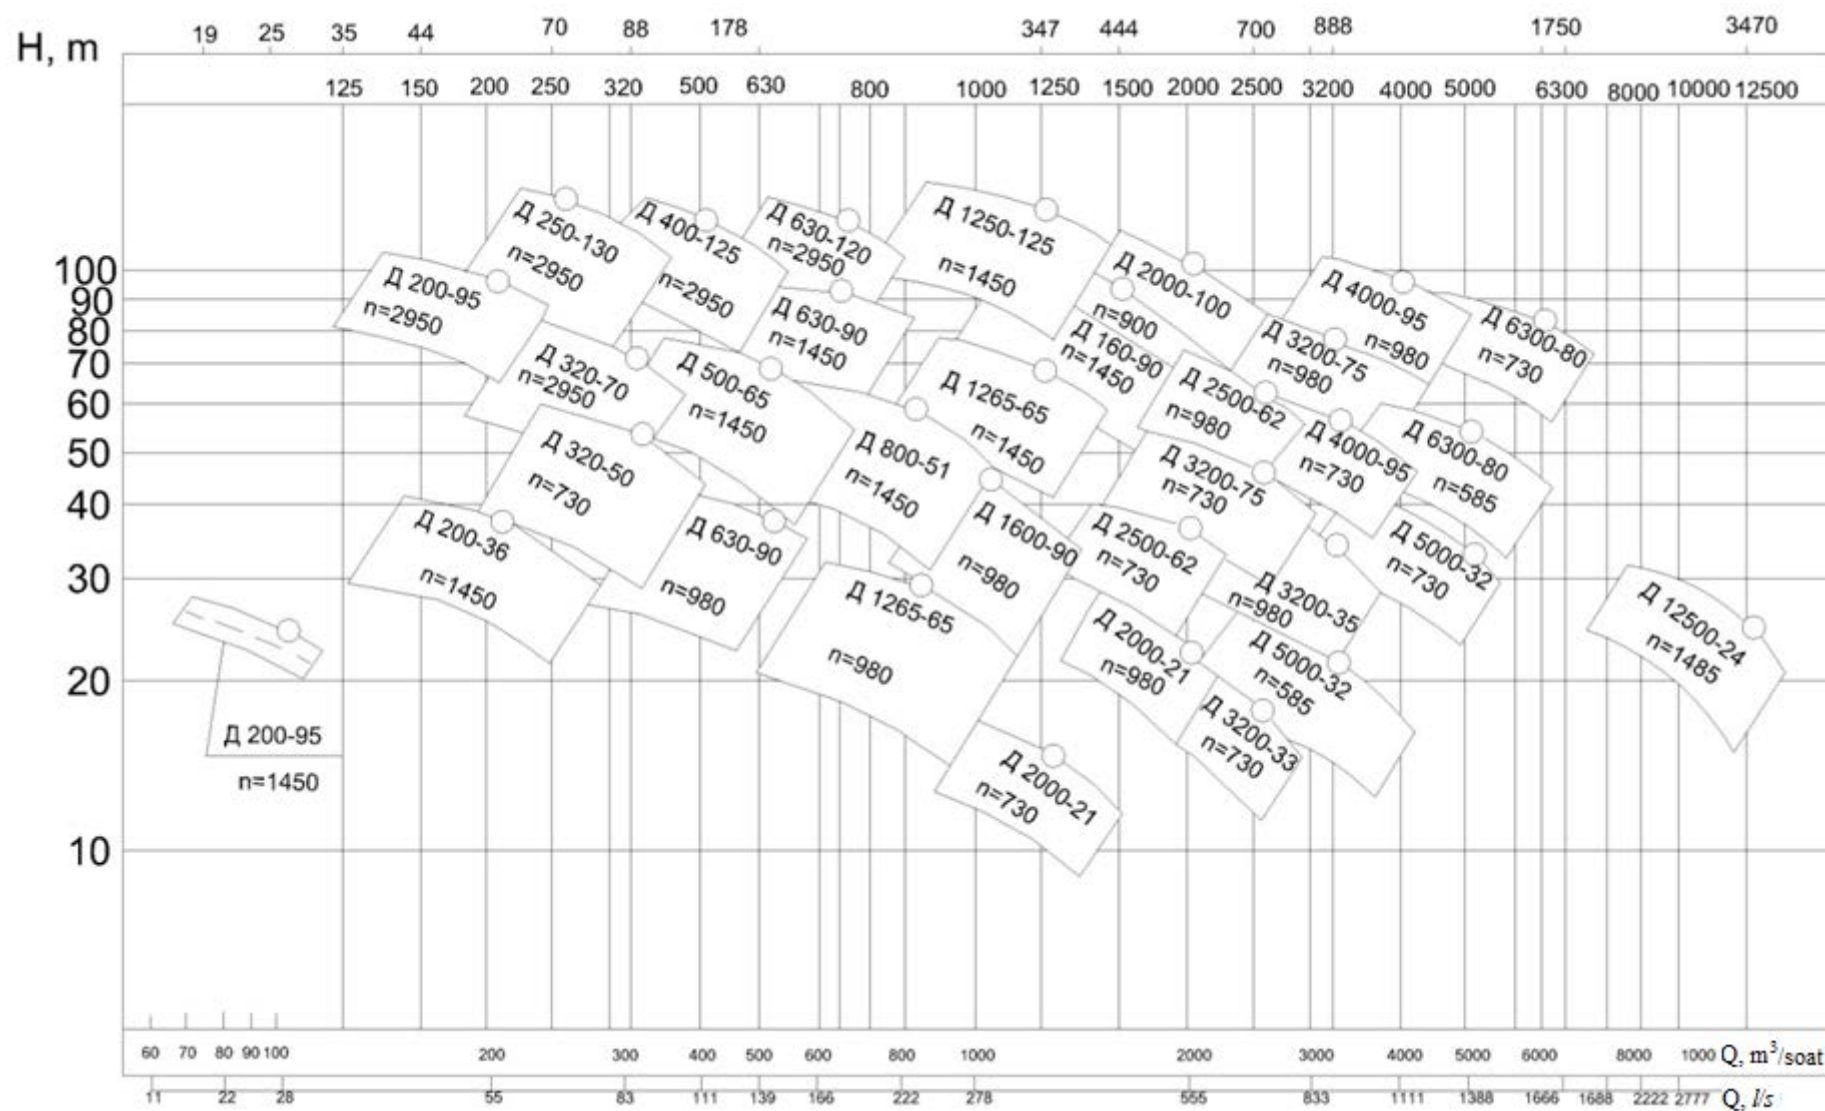 19 25 35 44 70 88 178 347 444 700 888 1750 3470
H, m
125 150 200 250 320 500 630 800 1000 1250 1500 2000 2500 3200 4000 5000 6300 8000 10000 12500
Д 250-130
n=2950
Д 400-125
n=2950
Д 630-120
n=2950
Д 1250-125
n=1450
Д 2000-100
n=900
Д 4000-95
n=980
Д 6300-80
n=730
100
90
80
70
60
50
40
30
20
10
Д 200-95
n=2950
Д 630-90
n=1450
Д 160-90
n=1450
Д 3200-75
n=980
Д 320-70
n=2950
Д 500-65
n=1450
Д 1265-65
n=1450
Д 2500-62
n=980
Д 4000-95
n=730
Д 6300-80
n=585
Д 320-50
n=730
Д 800-51
n=1450
Д 3200-75
n=730
Д 200-36
n=1450
Д 630-90
n=980
Д 1600-90
n=980
Д 2500-62
n=730
Д 5000-32
n=730
Д 1265-65
n=980
Д 3200-35
n=980
Д 2000-21
n=980
Д 5000-32
n=585
Д 12500-24
n=1485
Д 3200-33
n=730
Д 200-95
n=1450
Д 2000-21
n=730
60 70 80 90 100 200 300 400 500 600 800 1000 2000 3000 4000 5000 6000 8000 1000 Q, m³/soat
11 22 28 55 83 111 139 166 222 278 555 833 1111 1388 1666 1688 2222 2777 Q, l/s